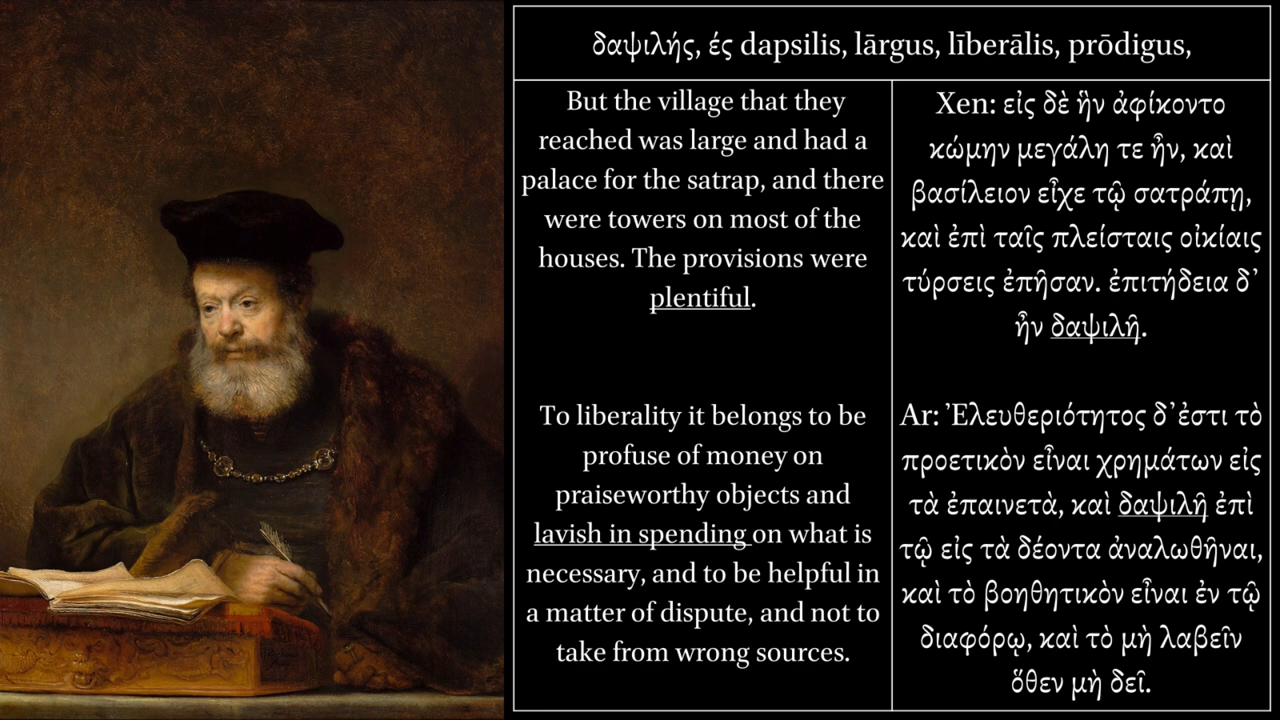 δαψιλής, ές dapsilis, lārgus, līberālis, prōdigus,
But the village that they
reached was large and had a
palace for the satrap, and there
were towers on most of the
houses. The provisions were
plentiful.
To liberality it belongs to be
profuse of money on
praiseworthy objects and
lavish in spending on what is
necessary, and to be helpful in
a matter of dispute, and not to
take from wrong sources.
Xen: εἰς δὲ ἣν ἀφίκοντο
κώμην μεγάλη τε ἦν, καὶ
βασίλειον εἶχε τῷ σατράπῃ,
καὶ ἐπὶ ταῖς πλείσταις οἰκίαις
τύρσεις ἐπῆσαν. ἐπιτήδεια δ’
ἦν δαψιλῆ.
Ar: Ἐλευθεριότητος δ’ἐστι τὸ
προετικὸν εἶναι χρημάτων εἰς
τὰ ἐπαινετὰ, καὶ δαψιλῆ ἐπὶ
τῷ εἰς τὰ δέοντα ἀναλωθῆναι,
καὶ τὸ βοηθητικὸν εἶναι ἐν τῷ
διαφόρῳ, καὶ τὸ μὴ λαβεῖν
ὅθεν μὴ δεῖ.